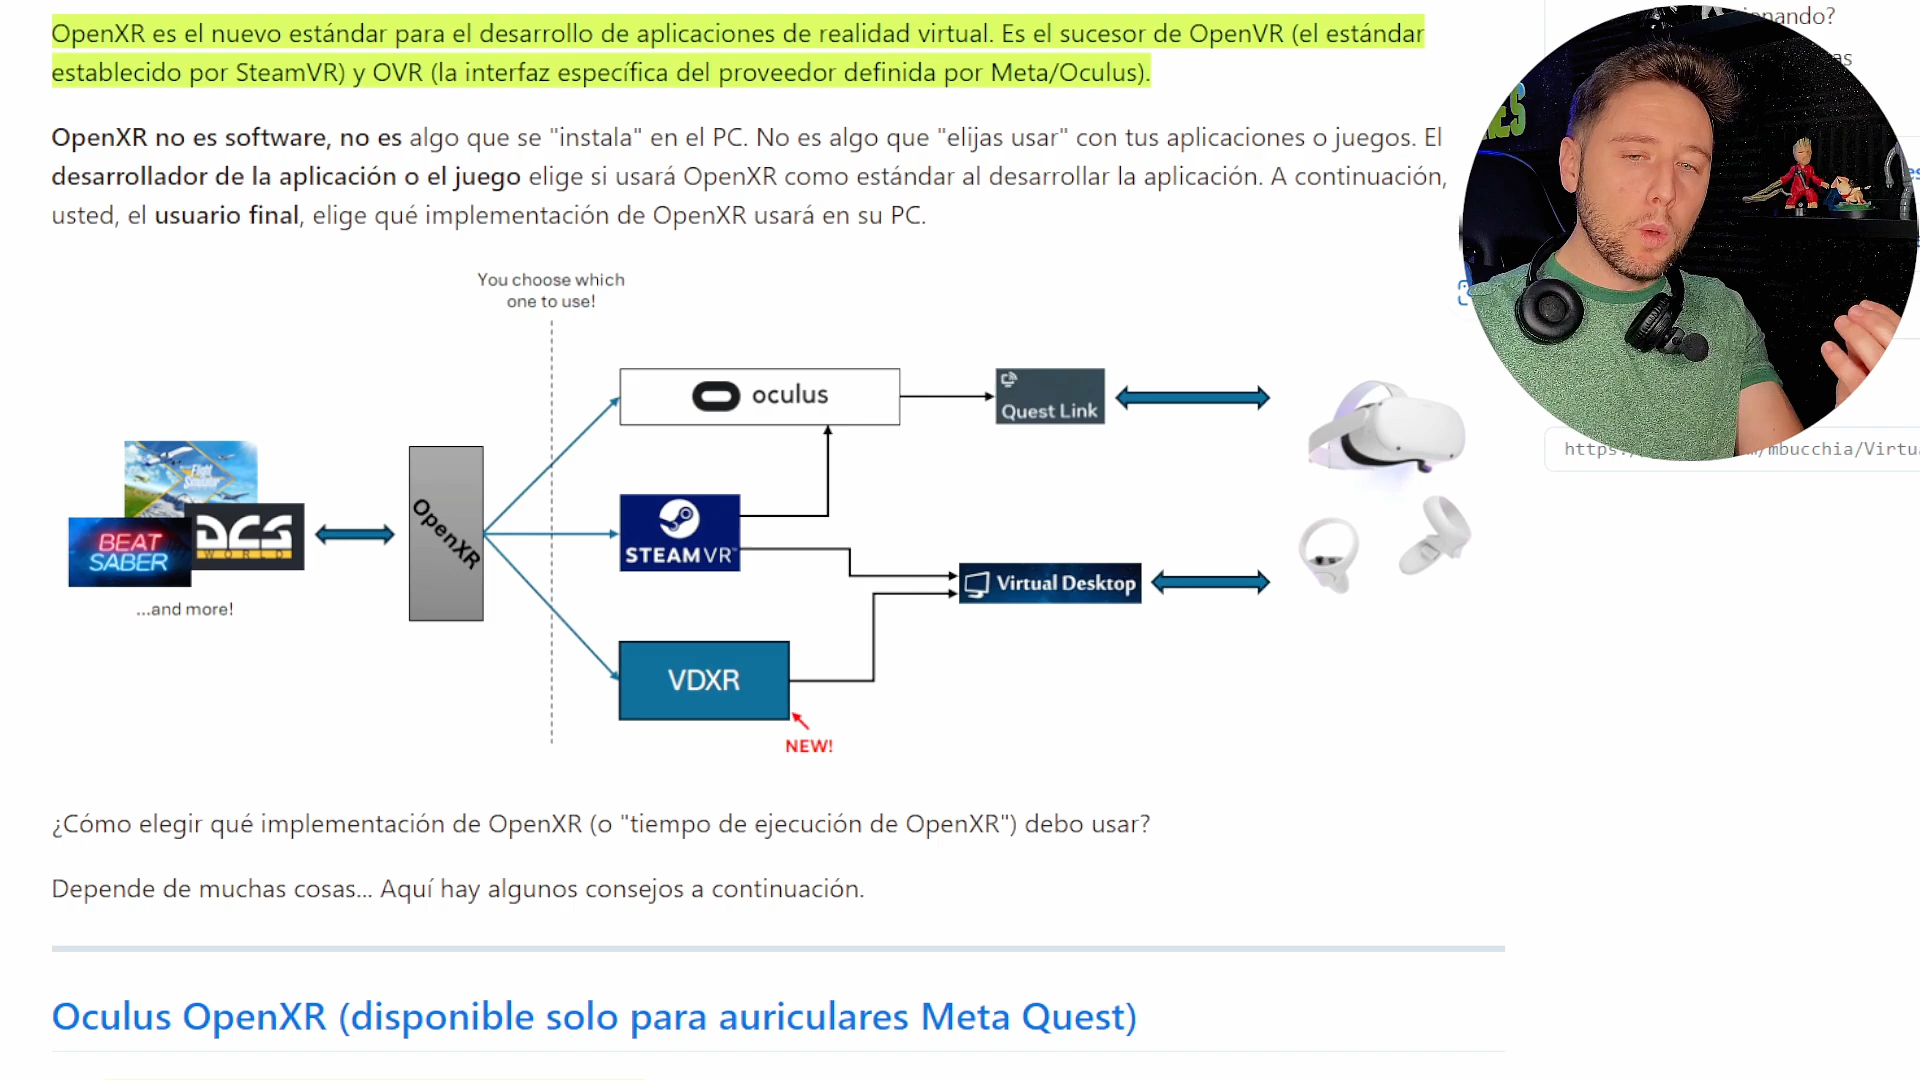 OpenXR es el nuevo estándar para el desarrollo de aplicaciones de realidad virtual. Es el sucesor de OpenVR (el estándar
establecido por SteamVR) y OVR (la interfaz específica del proveedor definida por Meta/Oculus).
OpenXR no es software, no es algo que se "instala" en el PC. No es algo que "elijas usar" con tus aplicaciones o juegos. El
desarrollador de la aplicación o el juego elige si usará OpenXR como estándar al desarrollar la aplicación. A continuación,
usted, el usuario final, elige qué implementación de OpenXR usará en su PC.
You choose which
one to use!
oculus
Quest Link
Flight
Simulator
BEAT
SABER
DCS
WORLD
...and more!
OpenXR
STEAMVR
Virtual Desktop
VDXR
NEW!
/mbucchia/Virtu
¿Cómo elegir qué implementación de OpenXR (o "tiempo de ejecución de OpenXR") debo usar?
Depende de muchas cosas... Aquí hay algunos consejos a continuación.
Oculus OpenXR (disponible solo para auriculares Meta Quest)